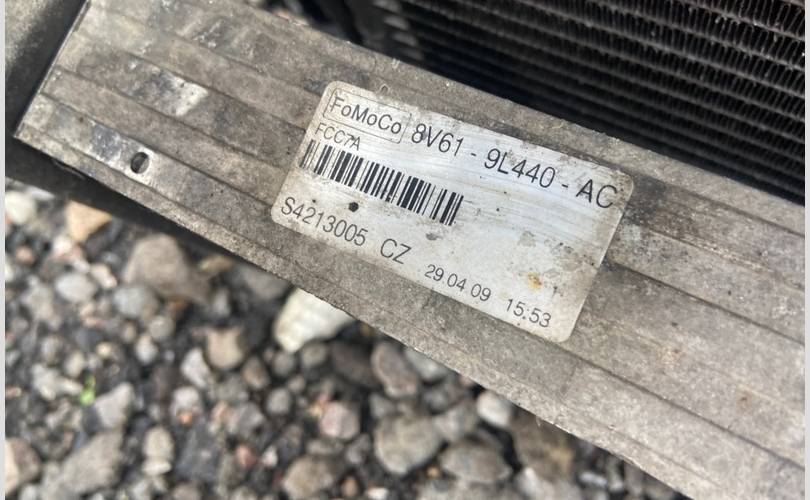 FoMoCo 8V61 - 9L440 - AC
FCC7A
S4213005 CZ 29.04.09 15:53